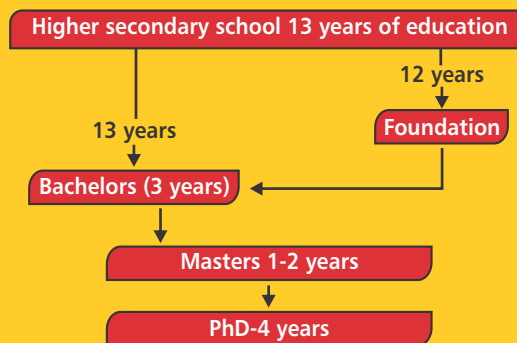 Higher secondary school 13 years of education
12 years
13 years
Foundation
Bachelors (3 years)
Masters 1-2 years
PhD-4 years